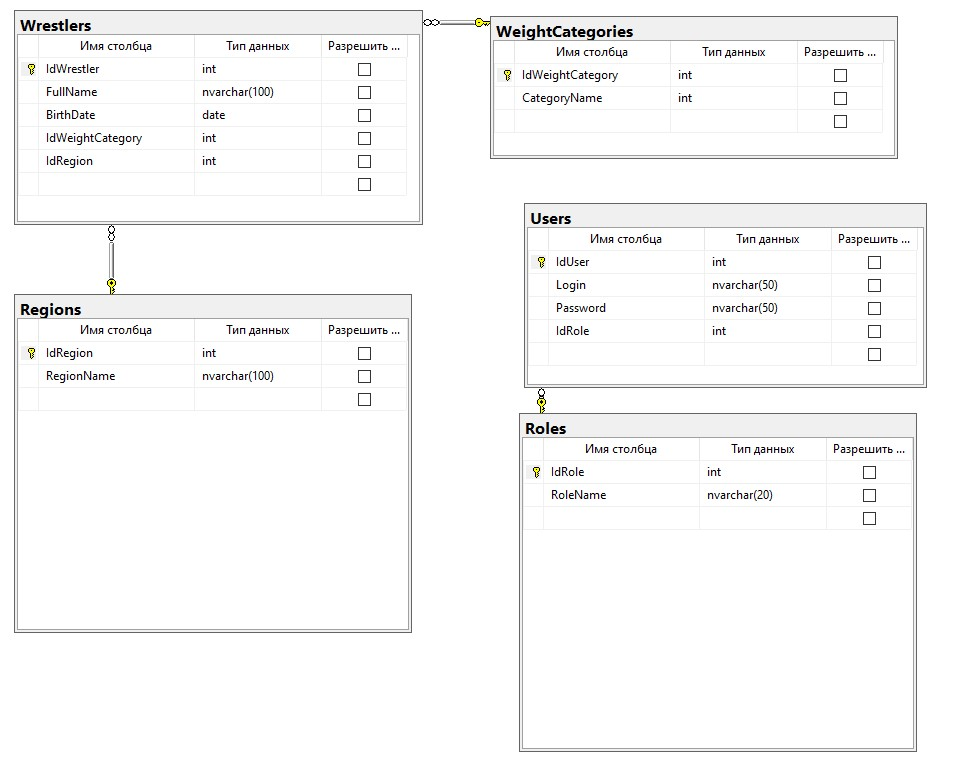 Wrestlers
Имя столбца Тип данных Разрешить ...
IdWrestler int
FullName nvarchar(100)
BirthDate date
IdWeightCategory int
IdRegion int
WeightCategories
Имя столбца Тип данных Разрешить ...
IdWeightCategory int
CategoryName int
Users
Имя столбца Тип данных Разрешить ...
IdUser int
Login nvarchar(50)
Password nvarchar(50)
IdRole int
Regions
Имя столбца Тип данных Разрешить ...
IdRegion int
RegionName nvarchar(100)
Roles
Имя столбца Тип данных Разрешить ...
IdRole int
RoleName nvarchar(20)